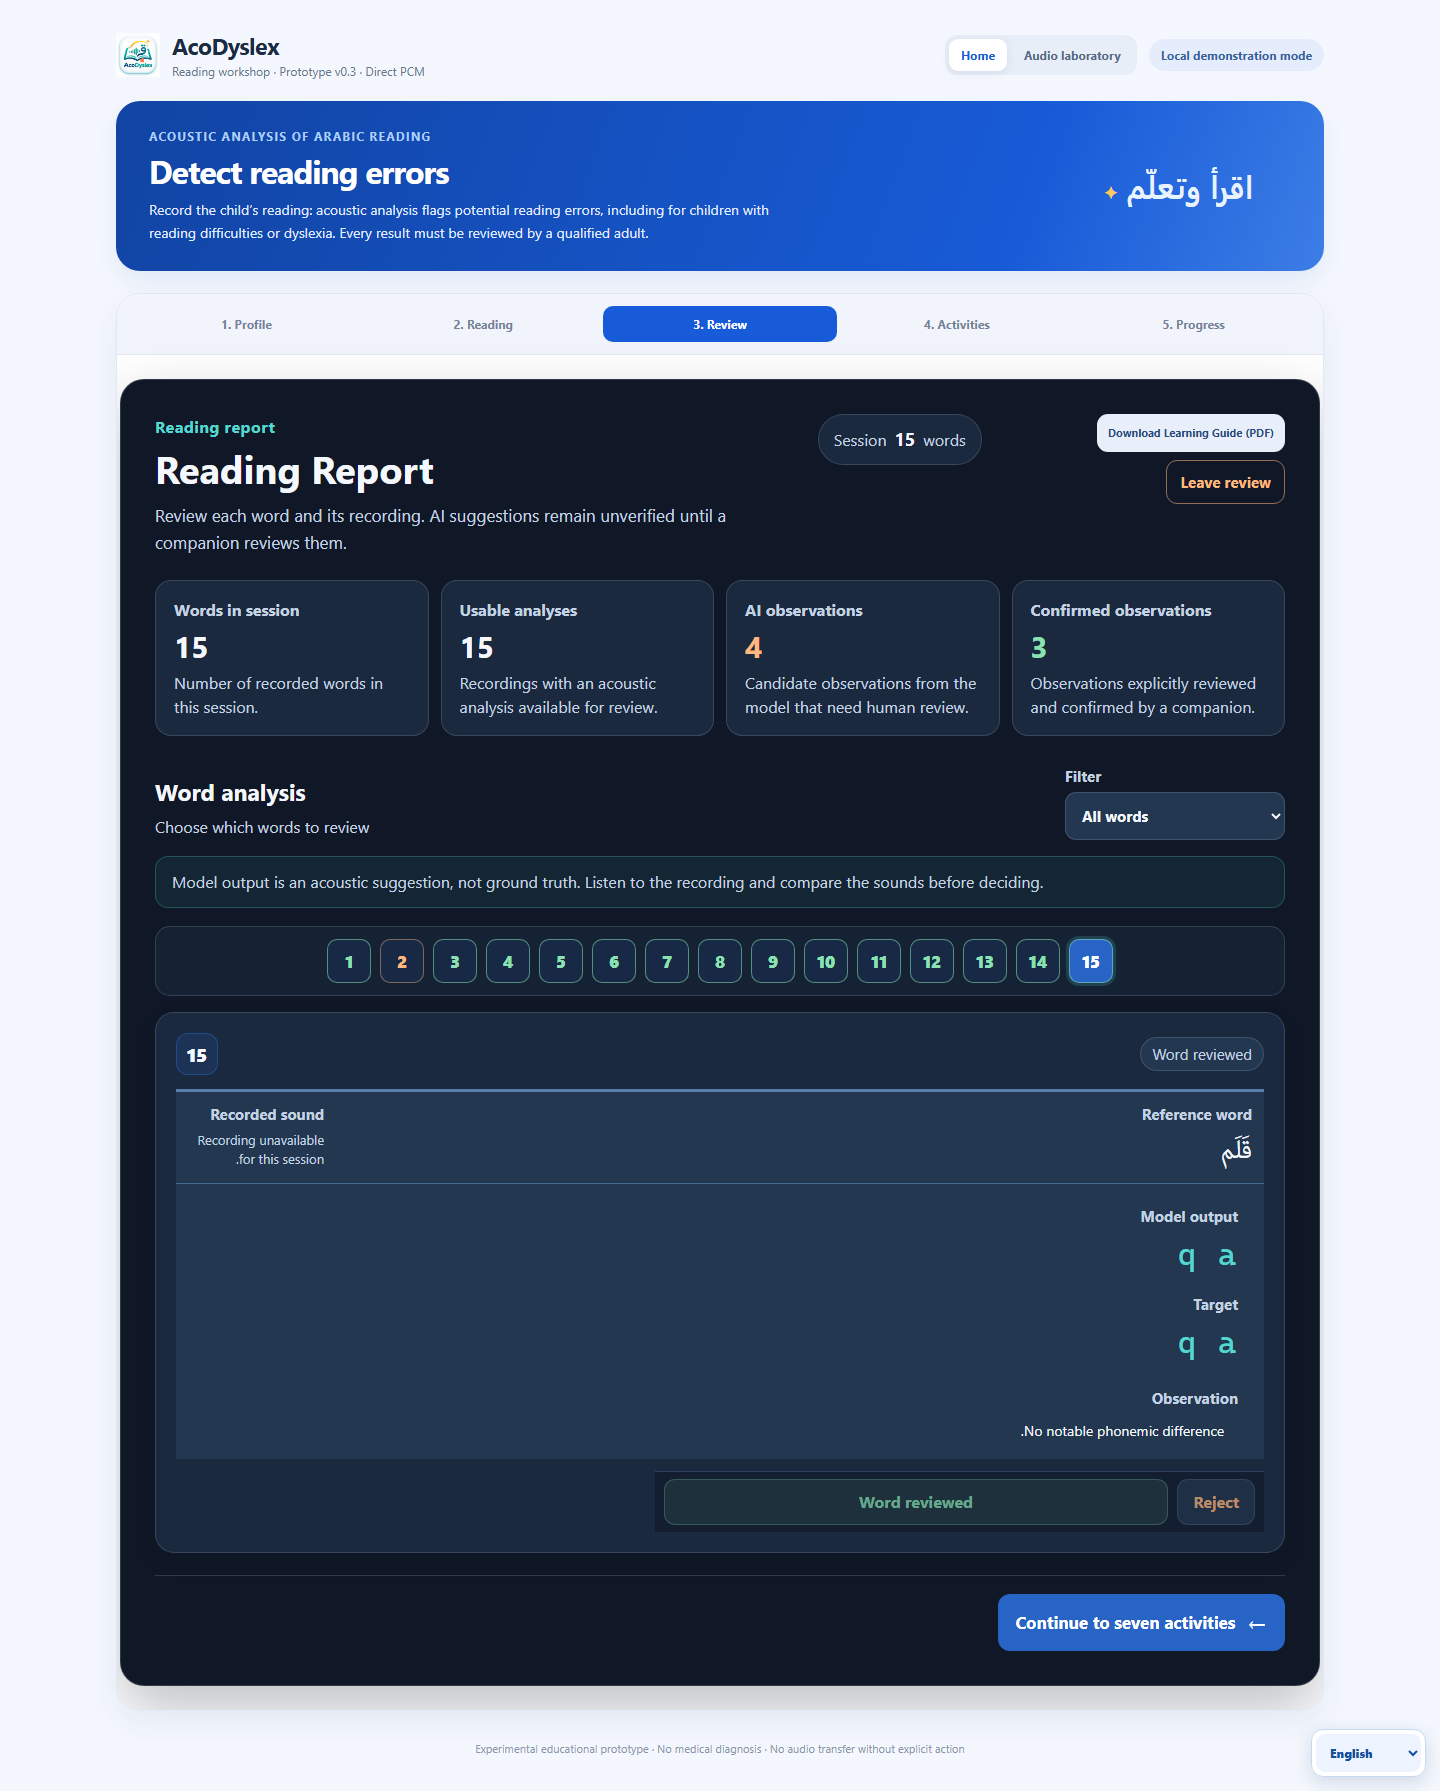 AcoDyslex
Reading workshop · Prototype v0.3 · Direct PCM
Home
Audio laboratory
Local demonstration mode
ACOUSTIC ANALYSIS OF ARABIC READING
Detect reading errors
Record the child's reading: acoustic analysis flags potential reading errors, including for children with
reading difficulties or dyslexia. Every result must be reviewed by a qualified adult.
اقرأ وتعلّم
1. Profile
2. Reading
3. Review
4. Activities
5. Progress
Reading report
Reading Report
Review each word and its recording. AI suggestions remain unverified until a
companion reviews them.
Session 15 words
Download Learning Guide (PDF)
Leave review
Words in session
15
Number of recorded words in
this session.
Usable analyses
15
Recordings with an acoustic
analysis available for review.
AI observations
4
Candidate observations from the
model that need human review.
Confirmed observations
3
Observations explicitly reviewed
and confirmed by a companion.
Word analysis
Choose which words to review
Filter
All words
Model output is an acoustic suggestion, not ground truth. Listen to the recording and compare the sounds before deciding.
1 2 3 4 5 6 7 8 9 10 11 12 13 14 15
15
Word reviewed
Recorded sound
Recording unavailable
.for this session
Reference word
قَلَم
Model output
q a
Target
q a
Observation
.No notable phonemic difference
Word reviewed
Reject
Continue to seven activities ←
Experimental educational prototype · No medical diagnosis · No audio transfer without explicit action
English